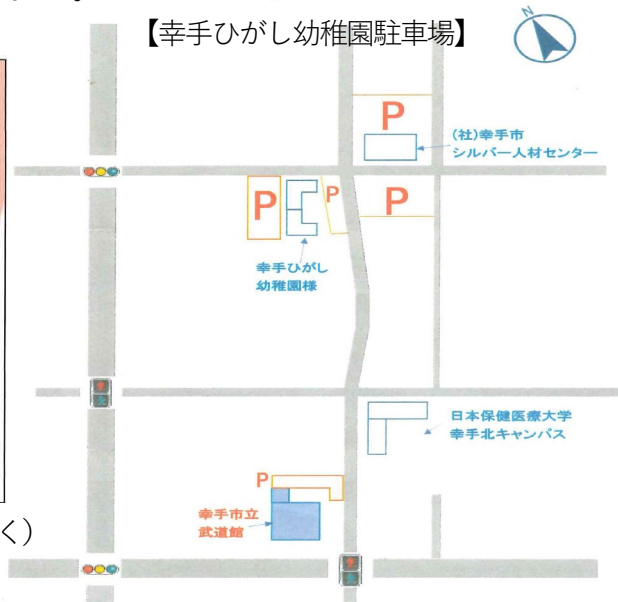 【幸手ひがし幼稚園駐車場】
N
P
(社)幸手市
シルバー人材センター
P
P
P
幸手ひがし
幼稚園様
日本保健医療大学
幸手北キャンパス
P
幸手市立
武道館
く）